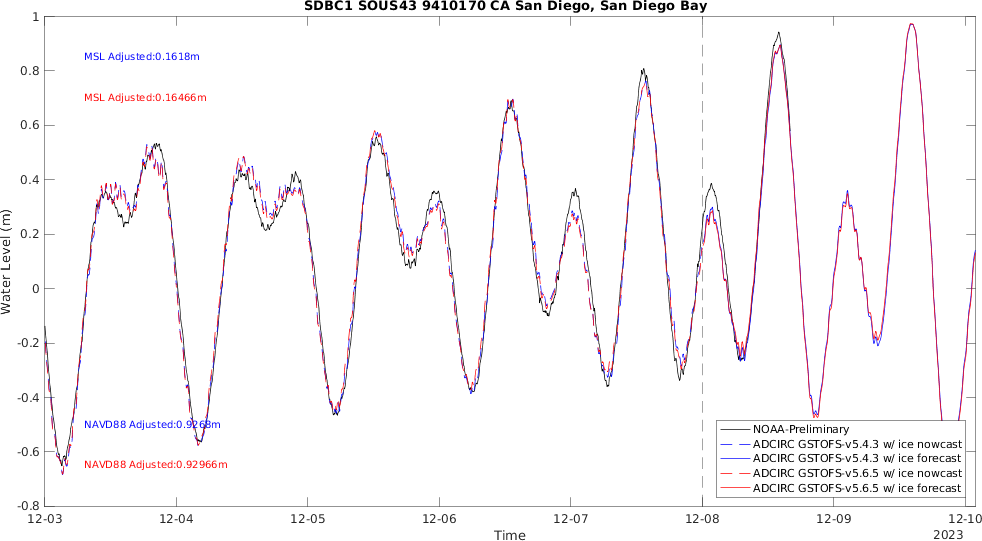 SDBC1 SOUS43 9410170 CA San Diego, San Diego Bay
1
0.8
0.6
0.4
0.2
0
-0.2
-0.4
-0.6
-0.8
Water Level (m)
MSL Adjusted:0.1618m
MSL Adjusted:0.16466m
NAVD88 Adjusted:0.9268m
NAVD88 Adjusted:0.92966m
NOAA-Preliminary
ADCIRC GSTOFS-v5.4.3 w/ ice nowcast
ADCIRC GSTOFS-v5.4.3 w/ ice forecast
ADCIRC GSTOFS-v5.6.5 w/ ice nowcast
ADCIRC GSTOFS-v5.6.5 w/ ice forecast
12-03 12-04 12-05 12-06 12-07 12-08 12-09 12-10
Time
2023